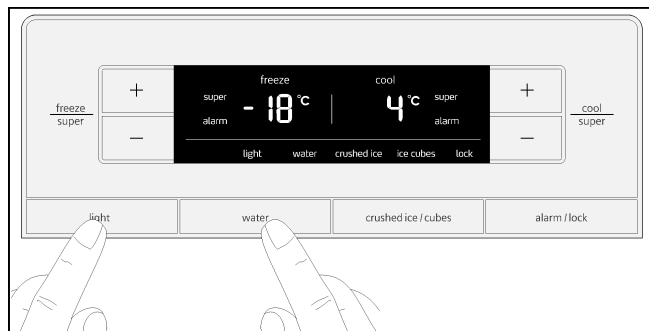 freeze cool
super -18 °C 4 °C super
alarm alarm
light water crushed ice ice cubes lock
freeze
super
+
−
+
−
cool
super
light water crushed ice / cubes alarm / lock